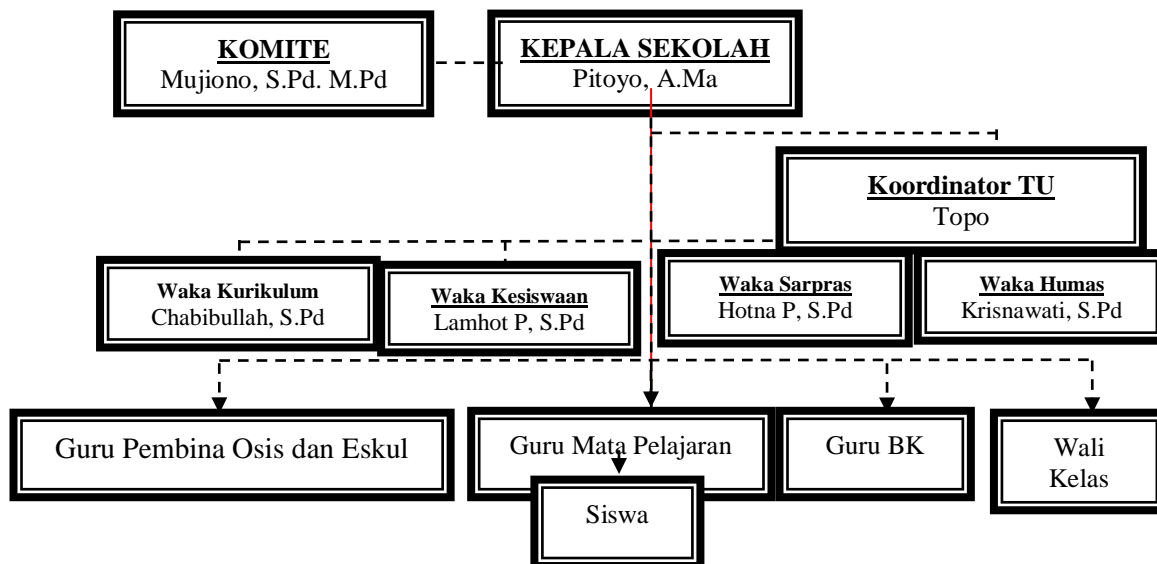 KOMITE
Mujiono, S.Pd. M.Pd
KEPALA SEKOLAH
Pitoyo, A.Ma
Koordinator TU
Topo
Waka Kurikulum
Chabibullah, S.Pd
Waka Kesiswaan
Lamhot P, S.Pd
Waka Sarpras
Hotna P, S.Pd
Waka Humas
Krisnawati, S.Pd
Guru Pembina Osis dan Eskul
Guru Mata Pelajaran
Guru BK
Wali
Kelas
Siswa